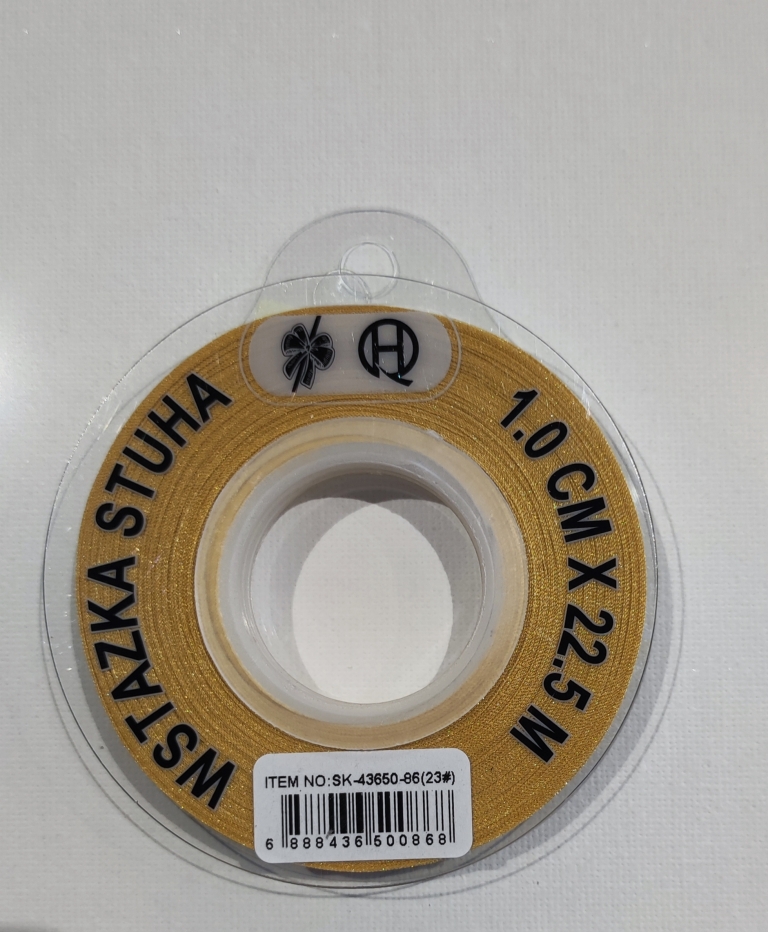 WSTAZKA STUHA
1.0 CM X 22.5 M
ITEM NO:SK-43650-86(23#)
6 888436 500868